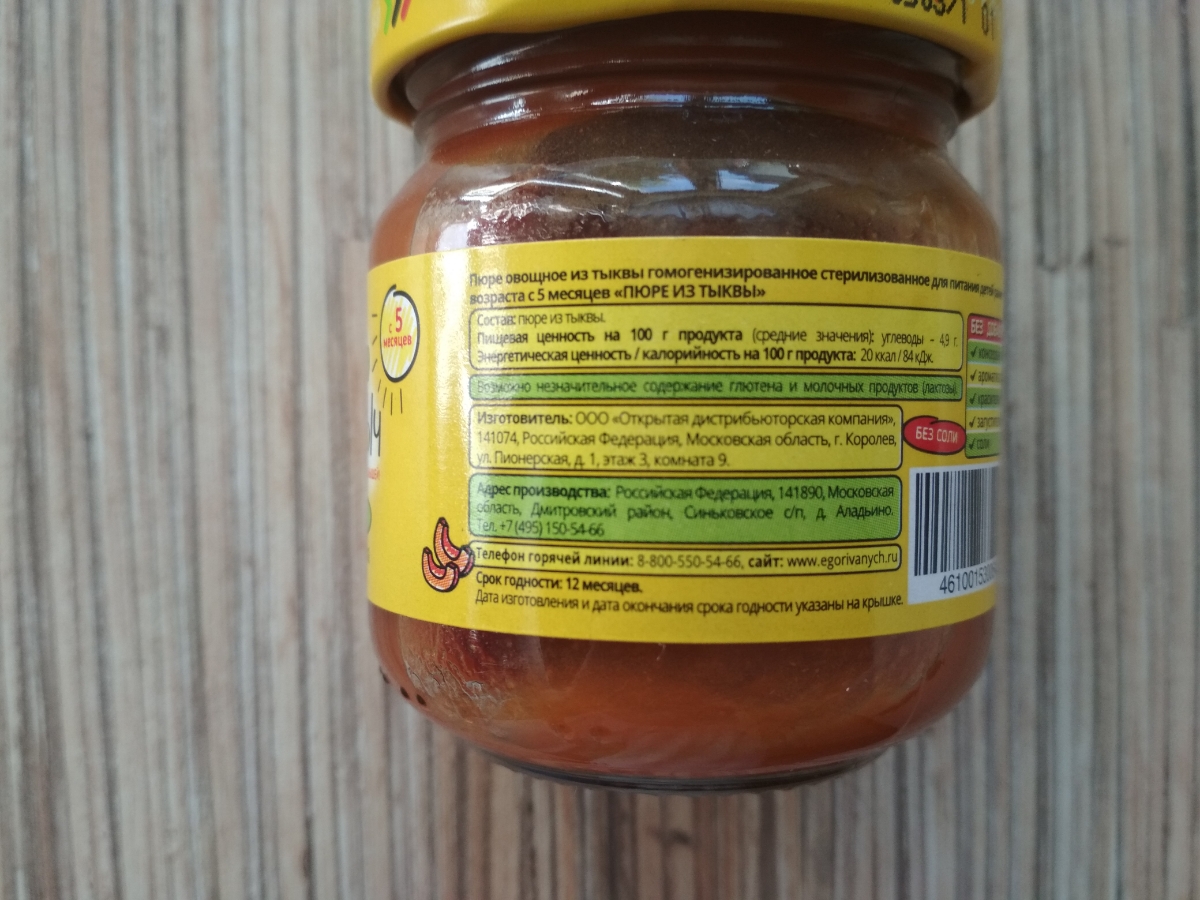 с 5
месяцев
Пюре овощное из тыквы гомогенизированное стерилизованное для питания детей
возраста с 5 месяцев «ПЮРЕ ИЗ ТЫКВЫ»
Состав: пюре из тыквы.
Пищевая ценность на 100 г продукта (средние значения): углеводы – 4,9 г.
Энергетическая ценность / калорийность на 100 г продукта: 20 ккал / 84 кДж.
Возможно незначительное содержание глютена и молочных продуктов (лактозы).
Изготовитель: ООО «Открытая дистрибьюторская компания»,
141074, Российская Федерация, Московская область, г. Королев,
ул. Пионерская, д. 1, этаж 3, комната 9.
Адрес производства: Российская Федерация, 141890, Московская
область, Дмитровский район, Синьковское с/п, д. Аладьино.
Тел. +7 (495) 150-54-66
Телефон горячей линии: 8-800-550-54-66, сайт: www.egorivanych.ru
Срок годности: 12 месяцев.
Дата изготовления и дата окончания срока годности указаны на крышке.
БЕЗ
соли
БЕЗ СОЛИ